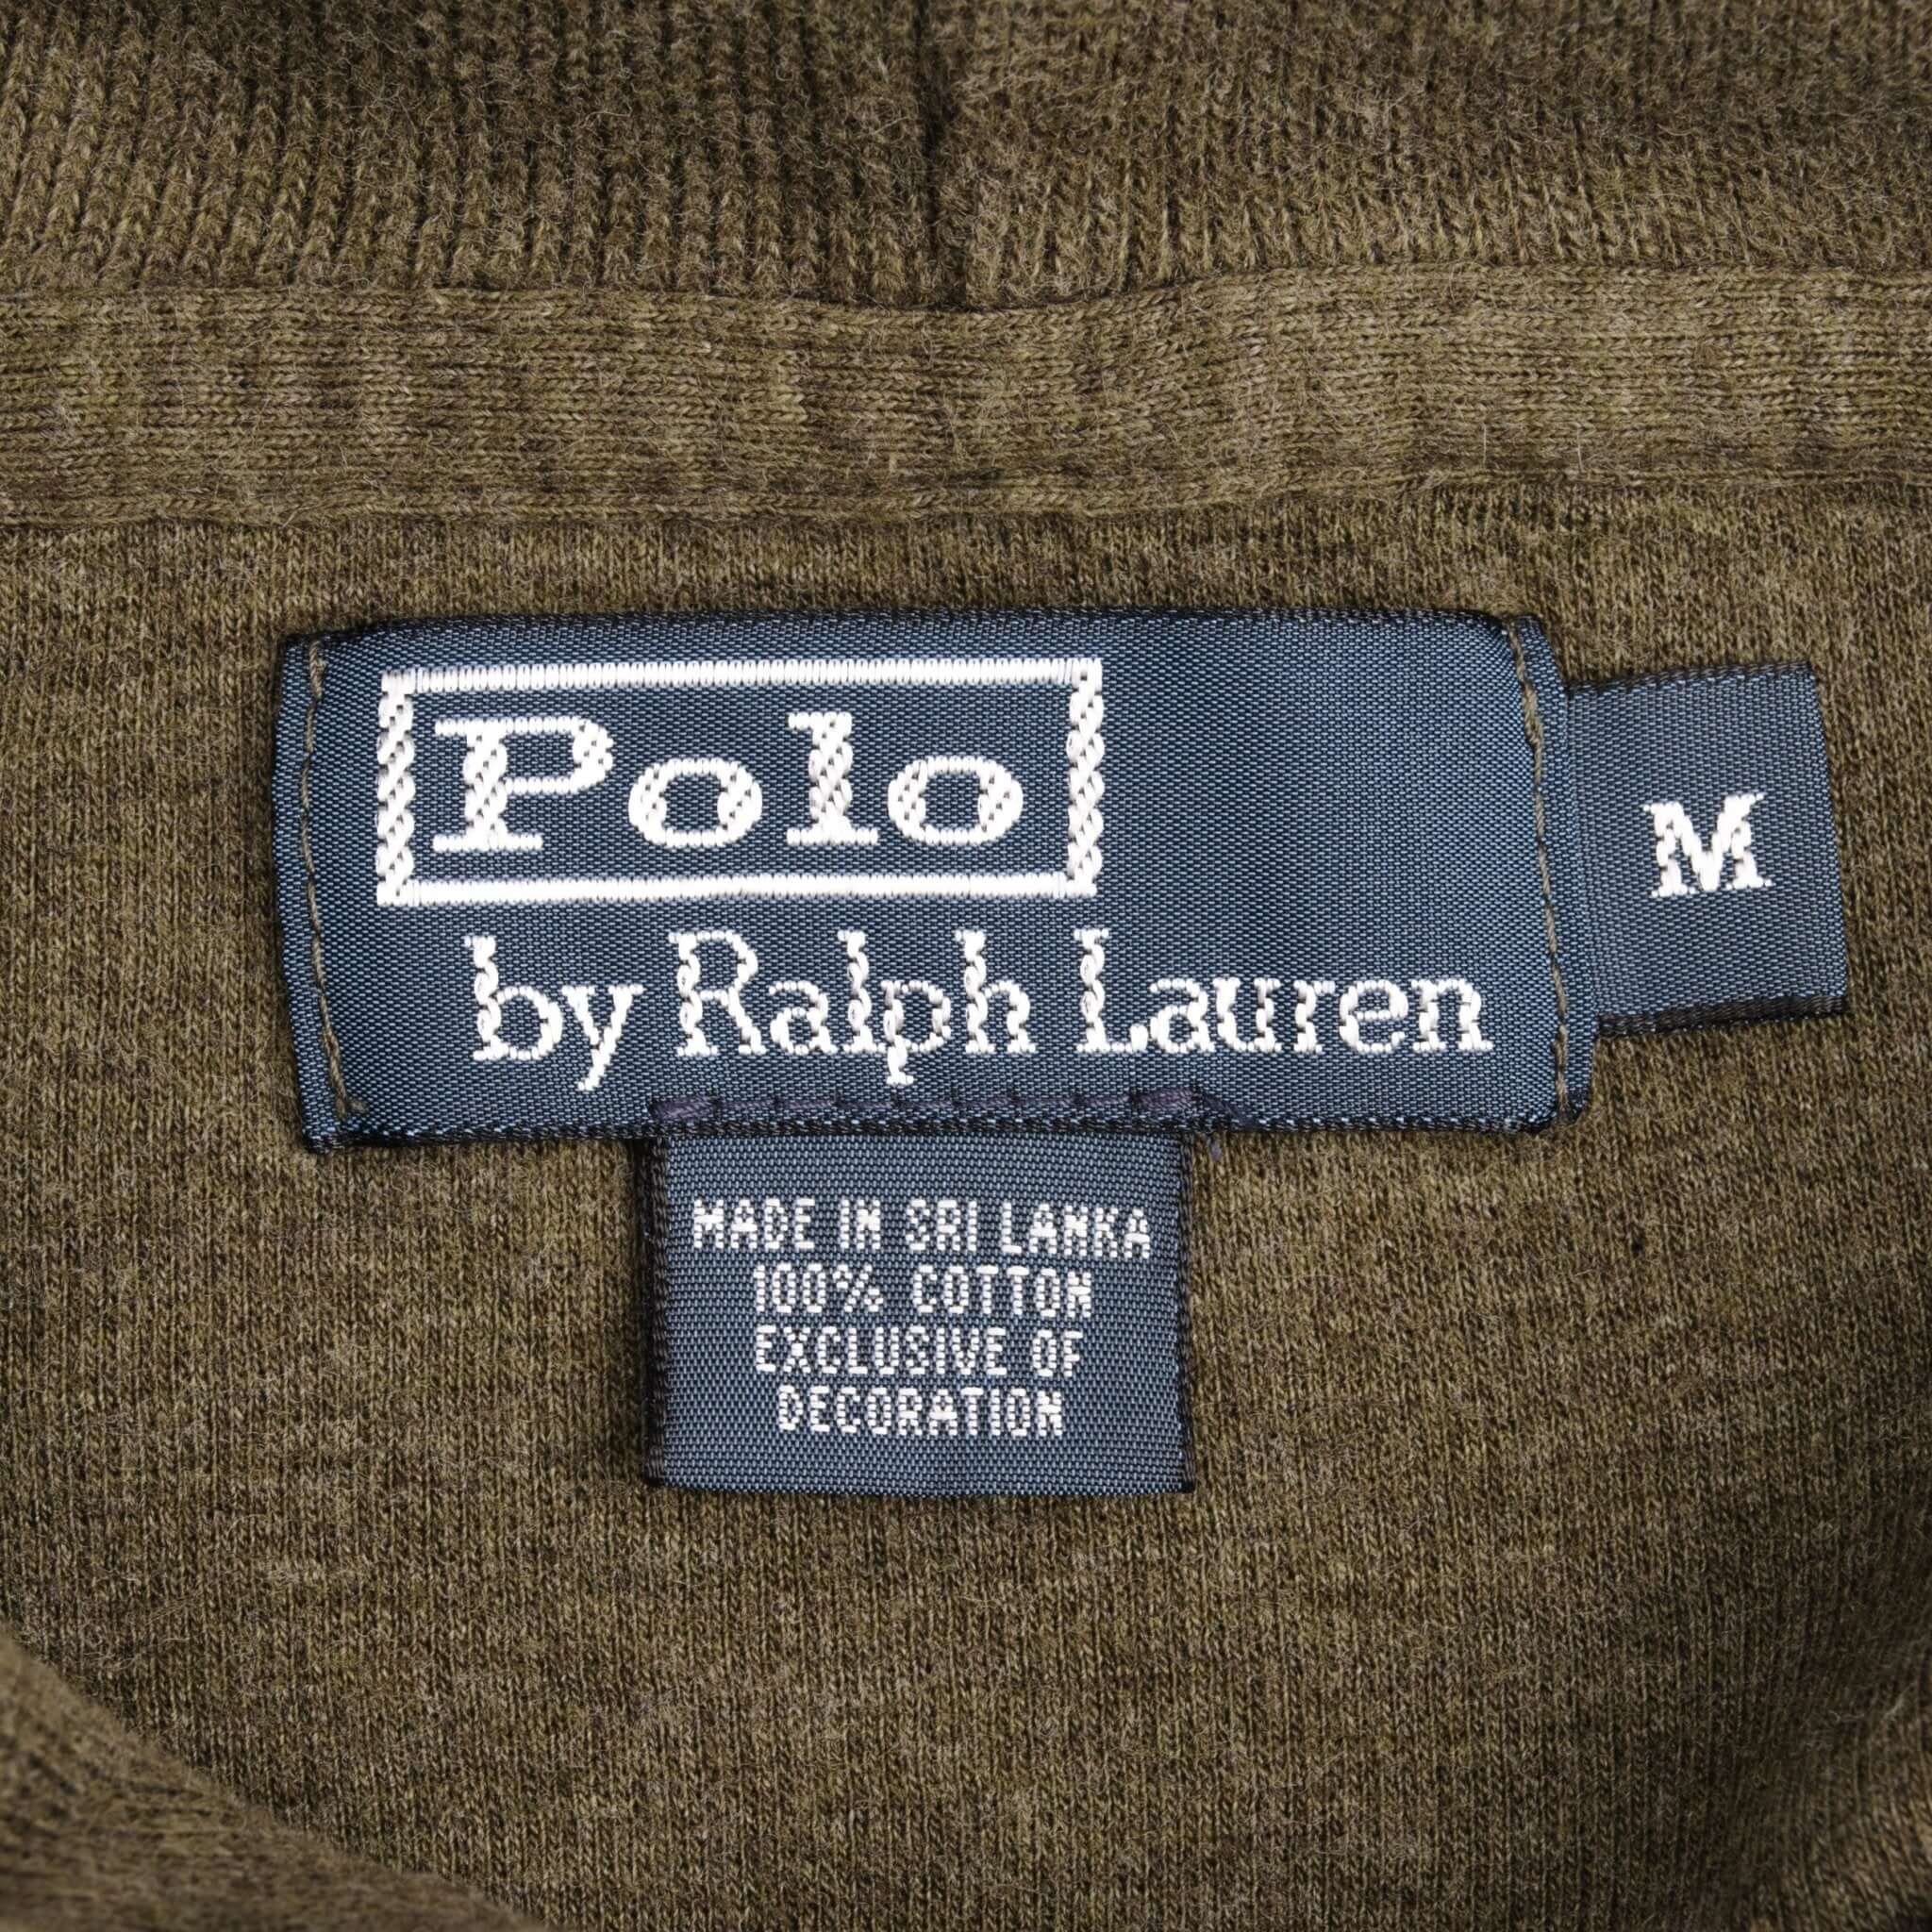 Polo
by Ralph Lauren
M
MADE IN SRI LANKA
100% COTTON
EXCLUSIVE OF
DECORATION